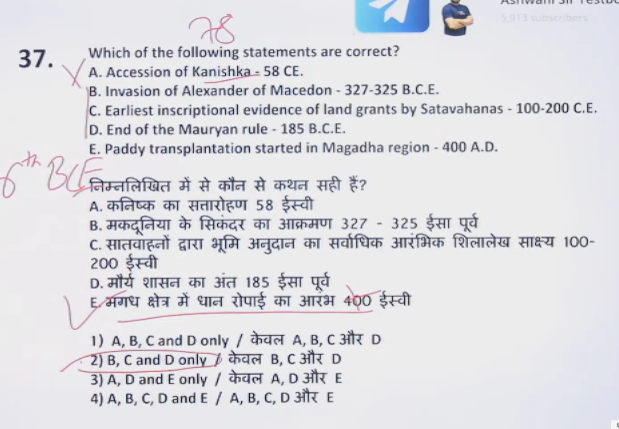 Ashwani Sir Testbo
5,913 subscribers
78
37. Which of the following statements are correct?
A. Accession of Kanishka - 58 CE.
B. Invasion of Alexander of Macedon - 327-325 B.C.E.
C. Earliest inscriptional evidence of land grants by Satavahanas - 100-200 C.E.
D. End of the Mauryan rule - 185 B.C.E.
E. Paddy transplantation started in Magadha region - 400 A.D.
6th BCE
निम्नलिखित में से कौन से कथन सही हैं?
A. कनिष्क का सत्तारोहण 58 ईस्वी
B. मकदूनिया के सिकंदर का आक्रमण 327 - 325 ईसा पूर्व
C. सातवाहनों द्वारा भूमि अनुदान का सर्वाधिक आरंभिक शिलालेख साक्ष्य 100-
200 ईस्वी
D. मौर्य शासन का अंत 185 ईसा पूर्व
E. मगध क्षेत्र में धान रोपाई का आरंभ 400 ईस्वी
1) A, B, C and D only / केवल A, B, C और D
2) B, C and D only / केवल B, C और D
3) A, D and E only / केवल A, D और E
4) A, B, C, D and E / A, B, C, D और E